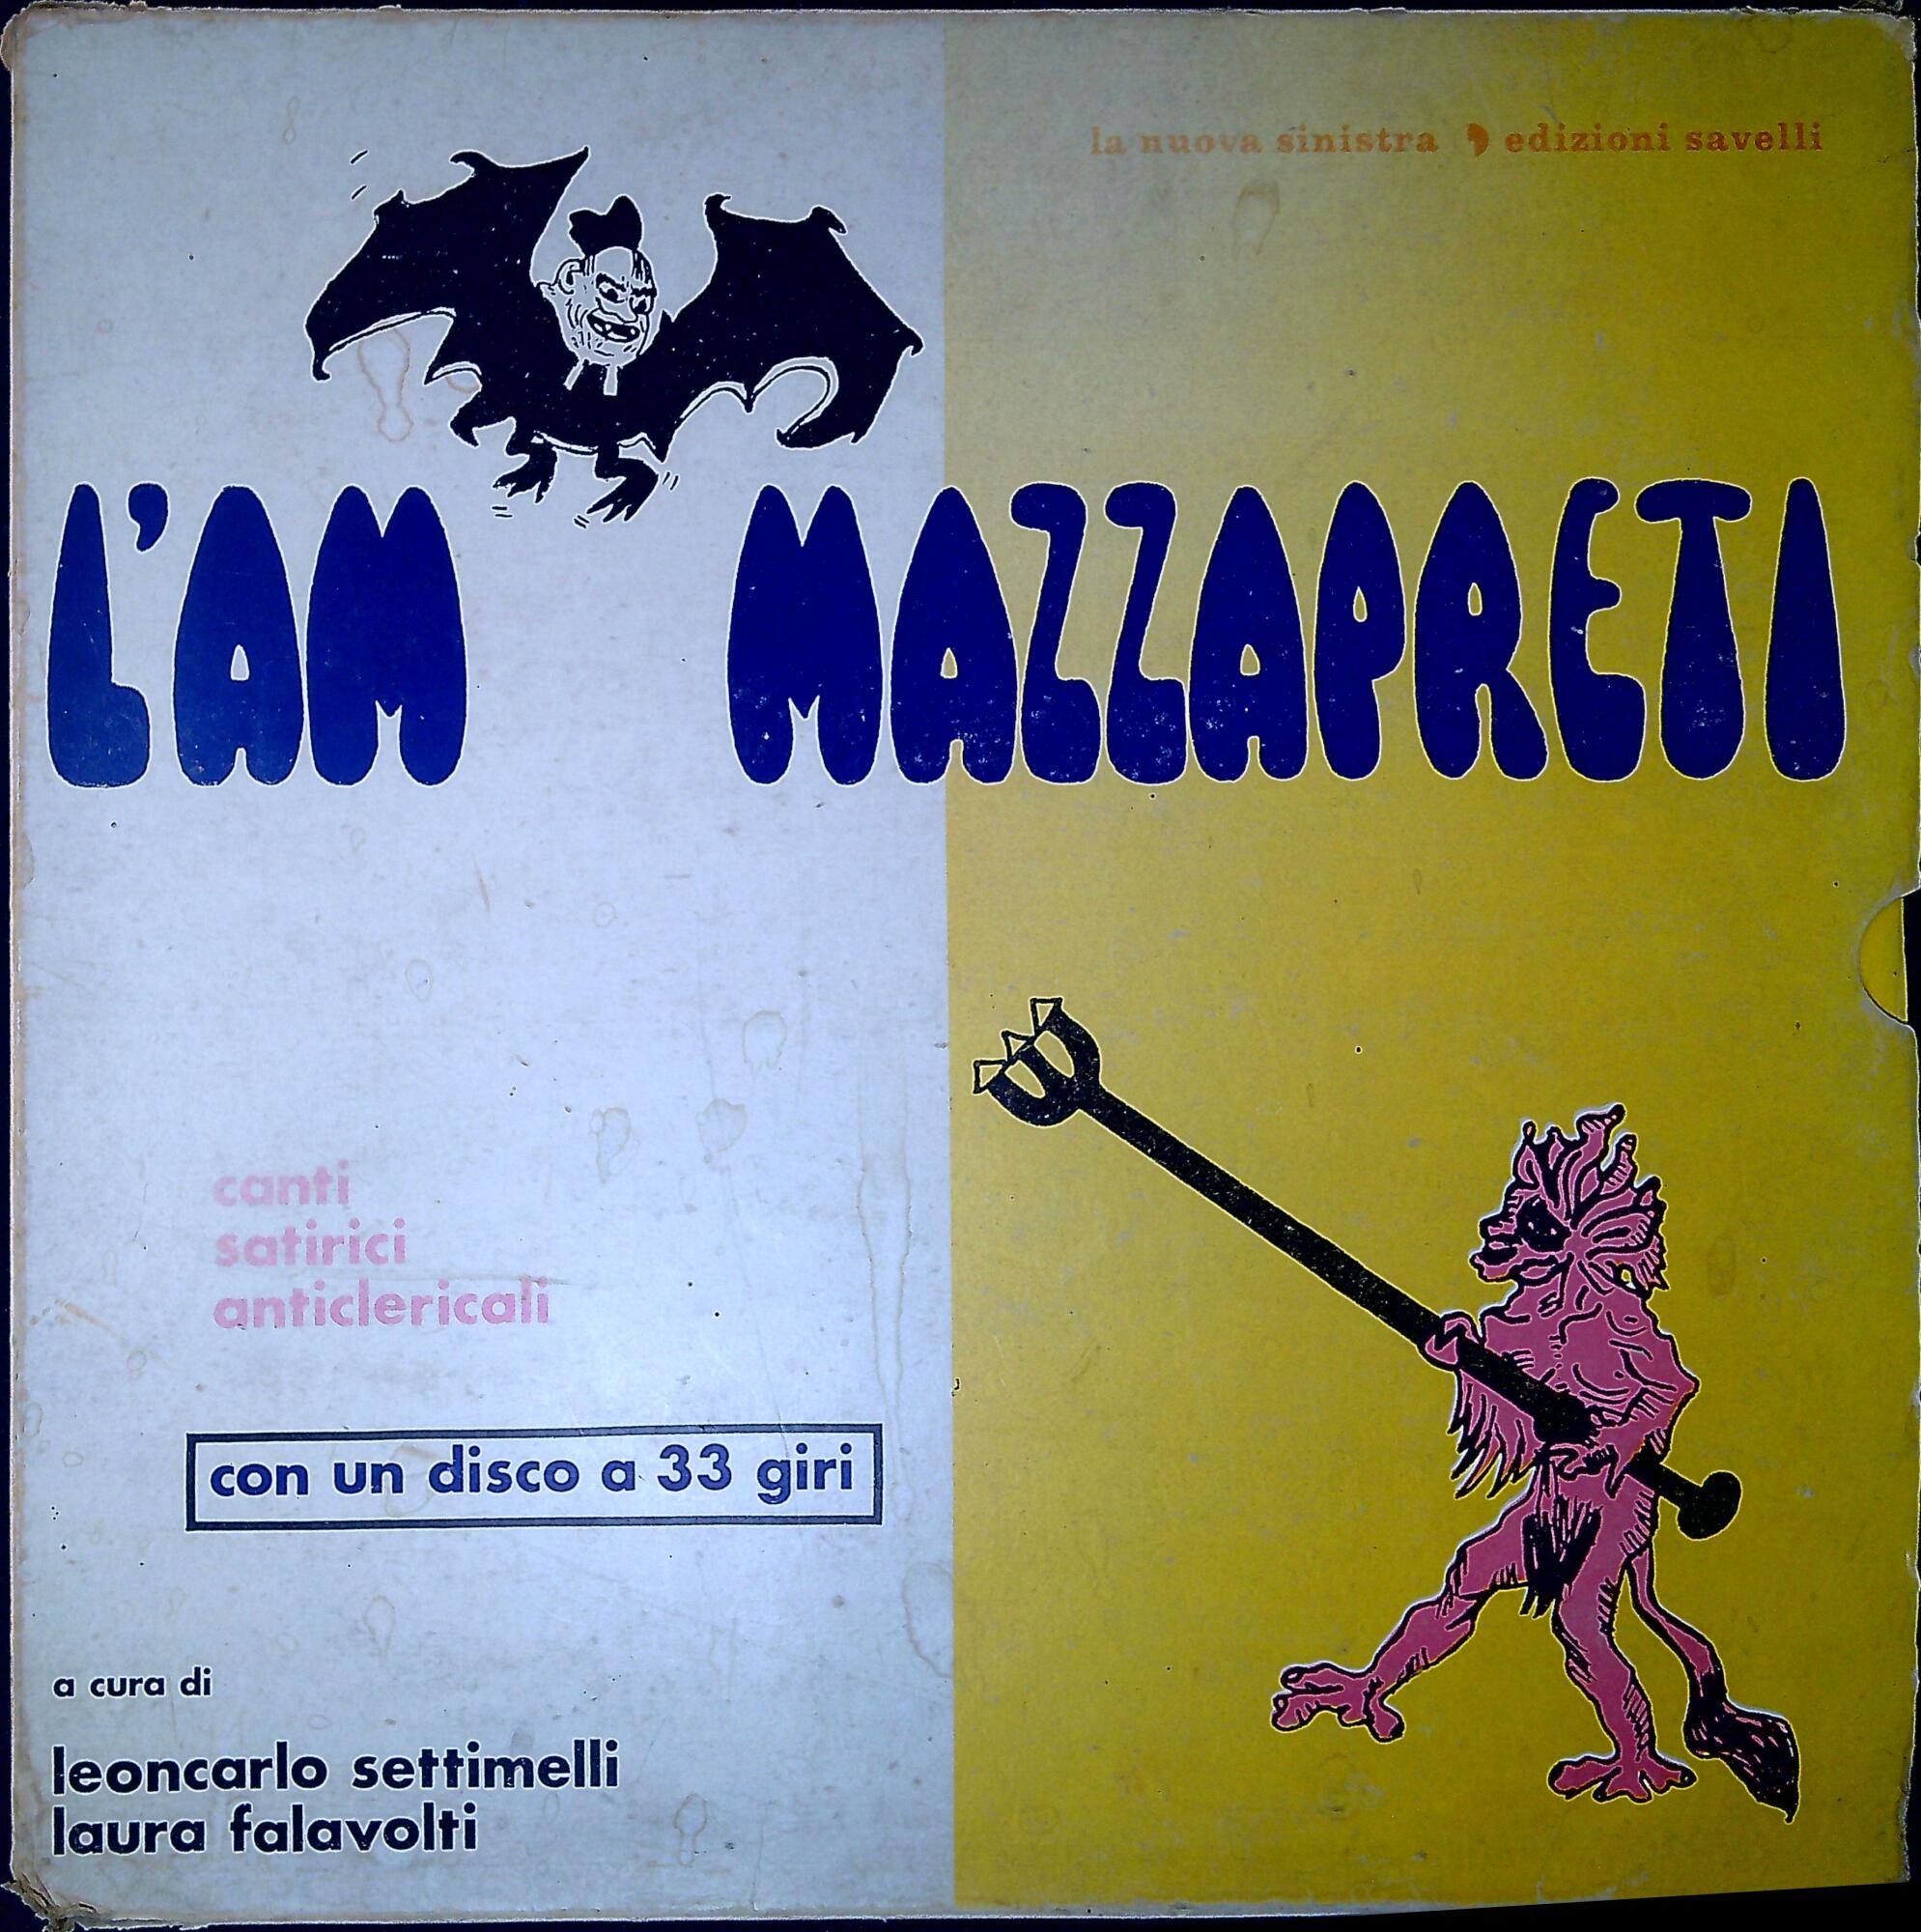 la nuova sinistra edizioni savelli
L'AM MAZZAPRETI
canti
satirici
anticlericali
con un disco a 33 giri
a cura di
leoncarlo settimelli
laura falavolti